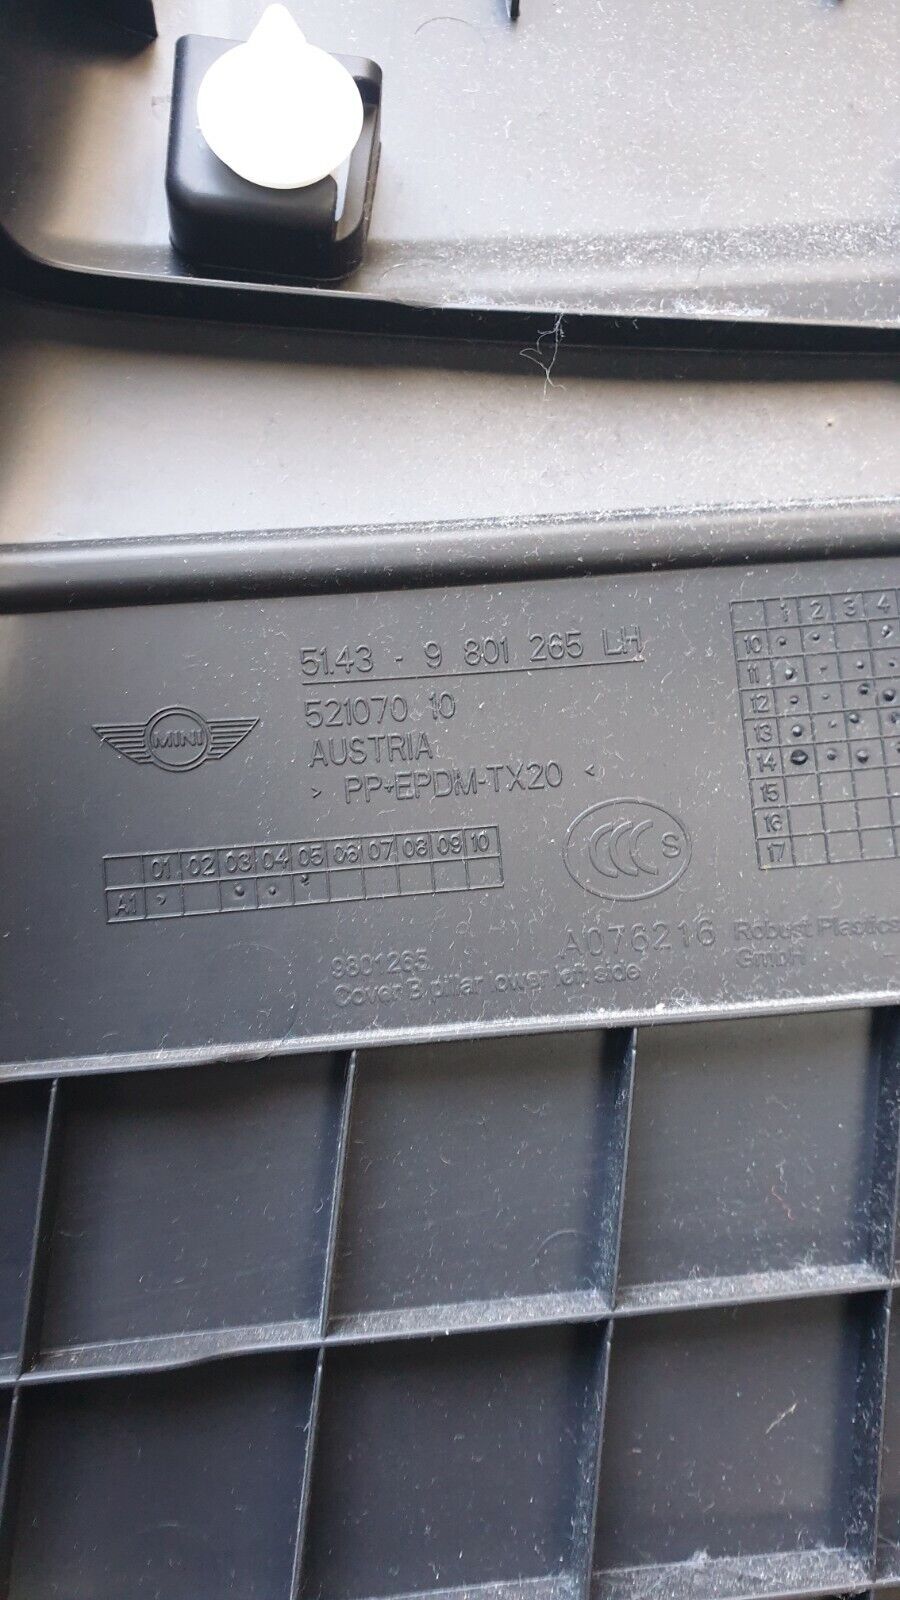 51.43 - 9 801 265 LH
521070 10
MINI
AUSTRIA
> PP+EPDM-TX20 <
01 02 03 04 05 06 07 08 09 10
A1
1 2 3 4
10
11
12
13
14
15
16
17
CCC S
A076216
Robust Plastics
GmbH
9801265
Cover B pillar lower left side